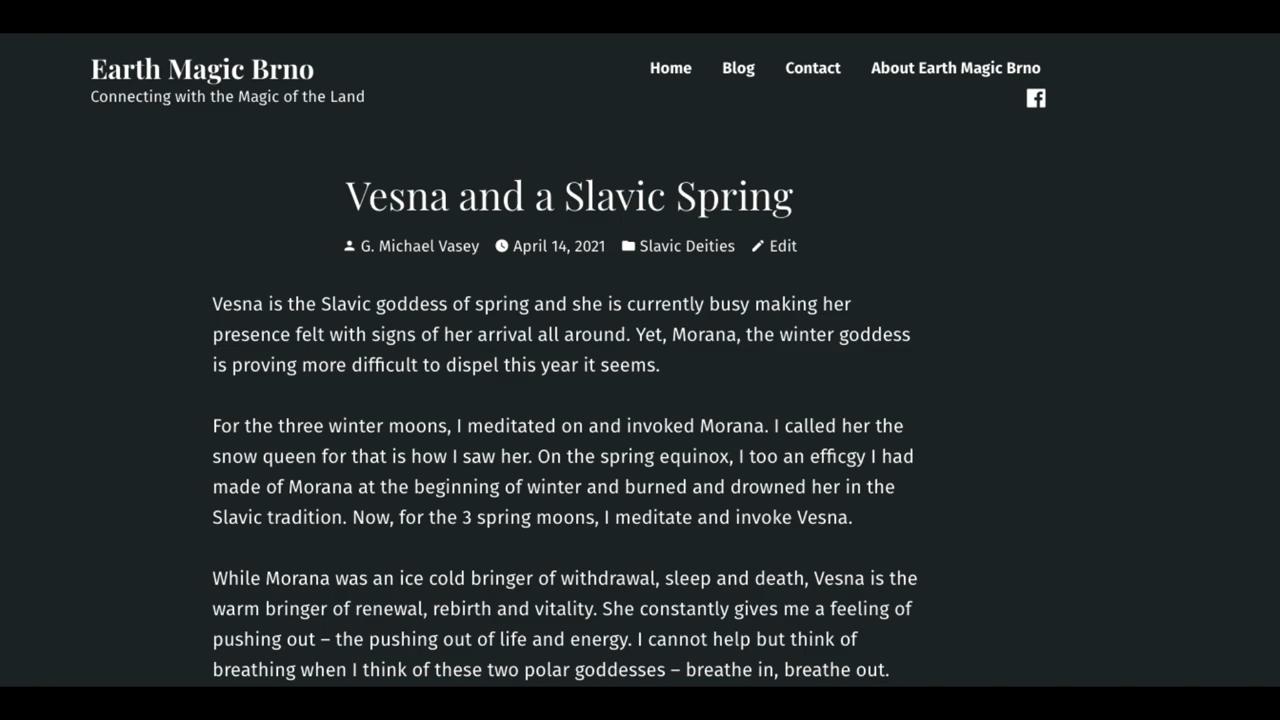 Earth Magic Brno
Connecting with the Magic of the Land
Home Blog Contact About Earth Magic Brno
Vesna and a Slavic Spring
G. Michael Vasey April 14, 2021 Slavic Deities Edit
Vesna is the Slavic goddess of spring and she is currently busy making her
presence felt with signs of her arrival all around. Yet, Morana, the winter goddess
is proving more difficult to dispel this year it seems.
For the three winter moons, I meditated on and invoked Morana. I called her the
snow queen for that is how I saw her. On the spring equinox, I too an efficgy I had
made of Morana at the beginning of winter and burned and drowned her in the
Slavic tradition. Now, for the 3 spring moons, I meditate and invoke Vesna.
While Morana was an ice cold bringer of withdrawal, sleep and death, Vesna is the
warm bringer of renewal, rebirth and vitality. She constantly gives me a feeling of
pushing out – the pushing out of life and energy. I cannot help but think of
breathing when I think of these two polar goddesses – breathe in, breathe out.